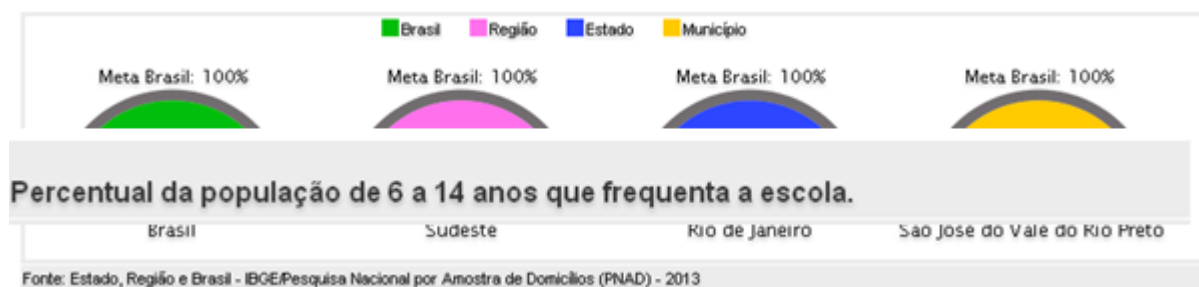 Brasil Região Estado Município
Meta Brasil: 100% Meta Brasil: 100% Meta Brasil: 100% Meta Brasil: 100%
Percentual da população de 6 a 14 anos que frequenta a escola.
Brasil Sudeste Rio de Janeiro São José do Vale do Rio Preto
Fonte: Estado, Região e Brasil - IBGE/Pesquisa Nacional por Amostra de Domicílios (PNAD) - 2013